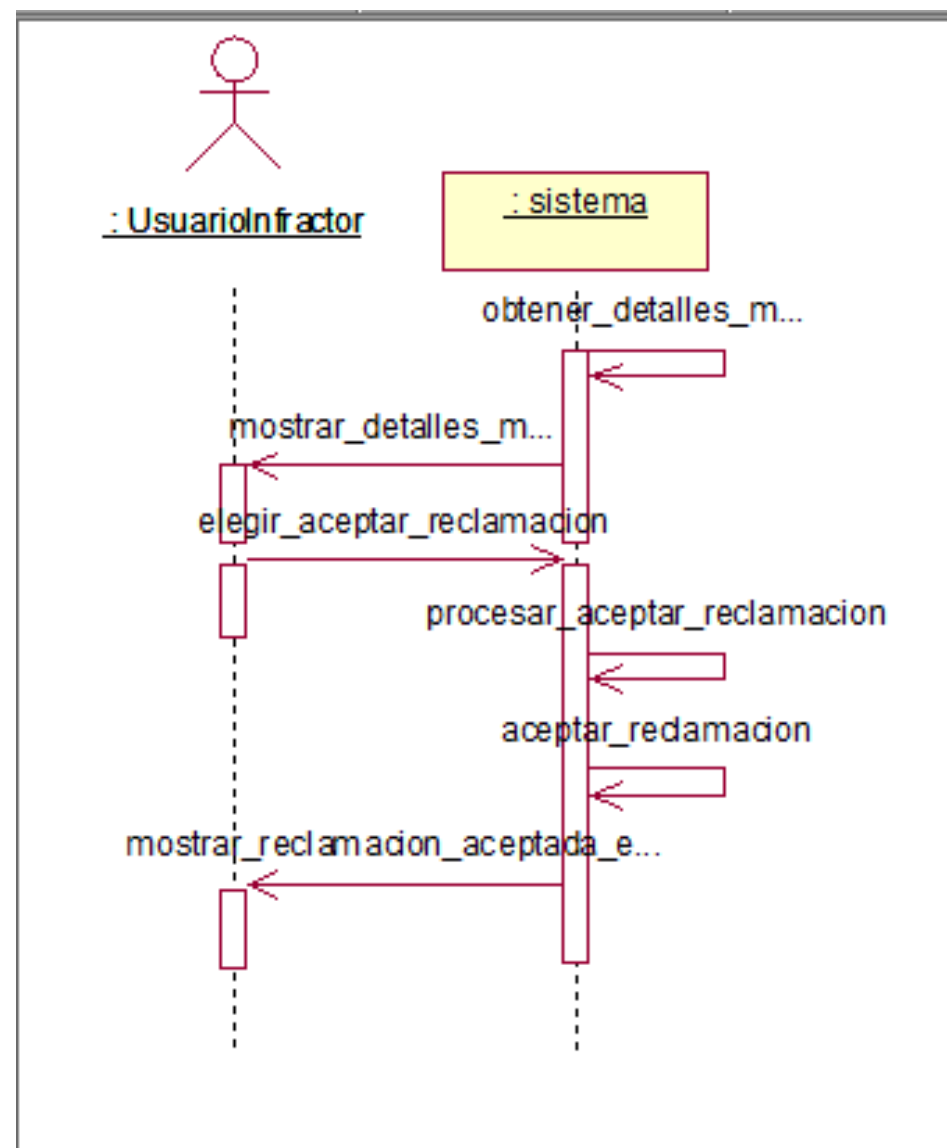 : UsuarioInfractor
: sistema
obtener_detalles_m...
mostrar_detalles_m...
elegir_aceptar_reclamacion
procesar_aceptar_reclamacion
aceptar_reclamacion
mostrar_reclamacion_aceptada_e...